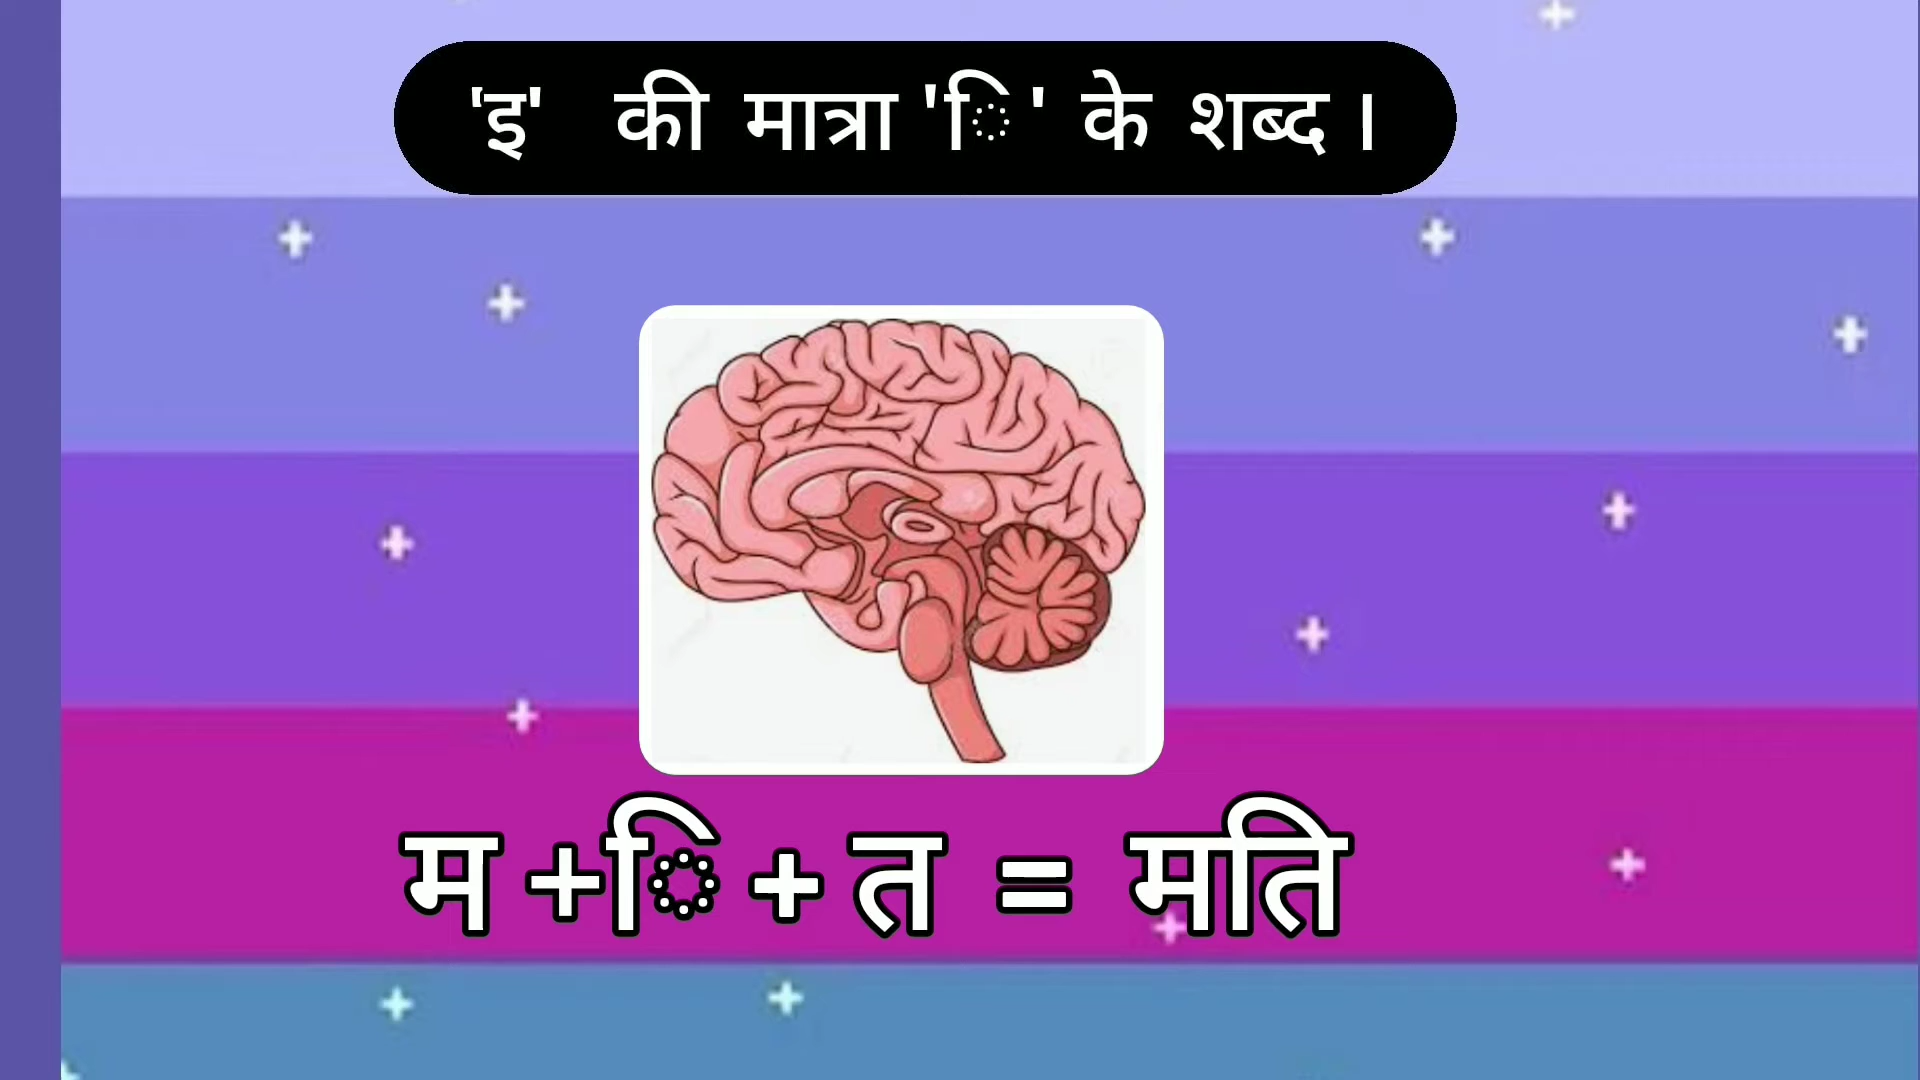 'इ' की मात्रा 'ि' के शब्द।
म +ि + त = मति